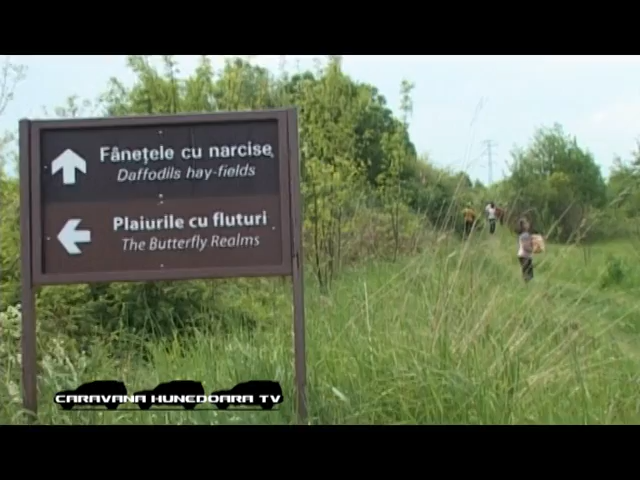 Fânețele cu narcise
Daffodils hay-fields
Plaiurile cu fluturi
The Butterfly Realms
CARAVANA HUNEDOARA TV